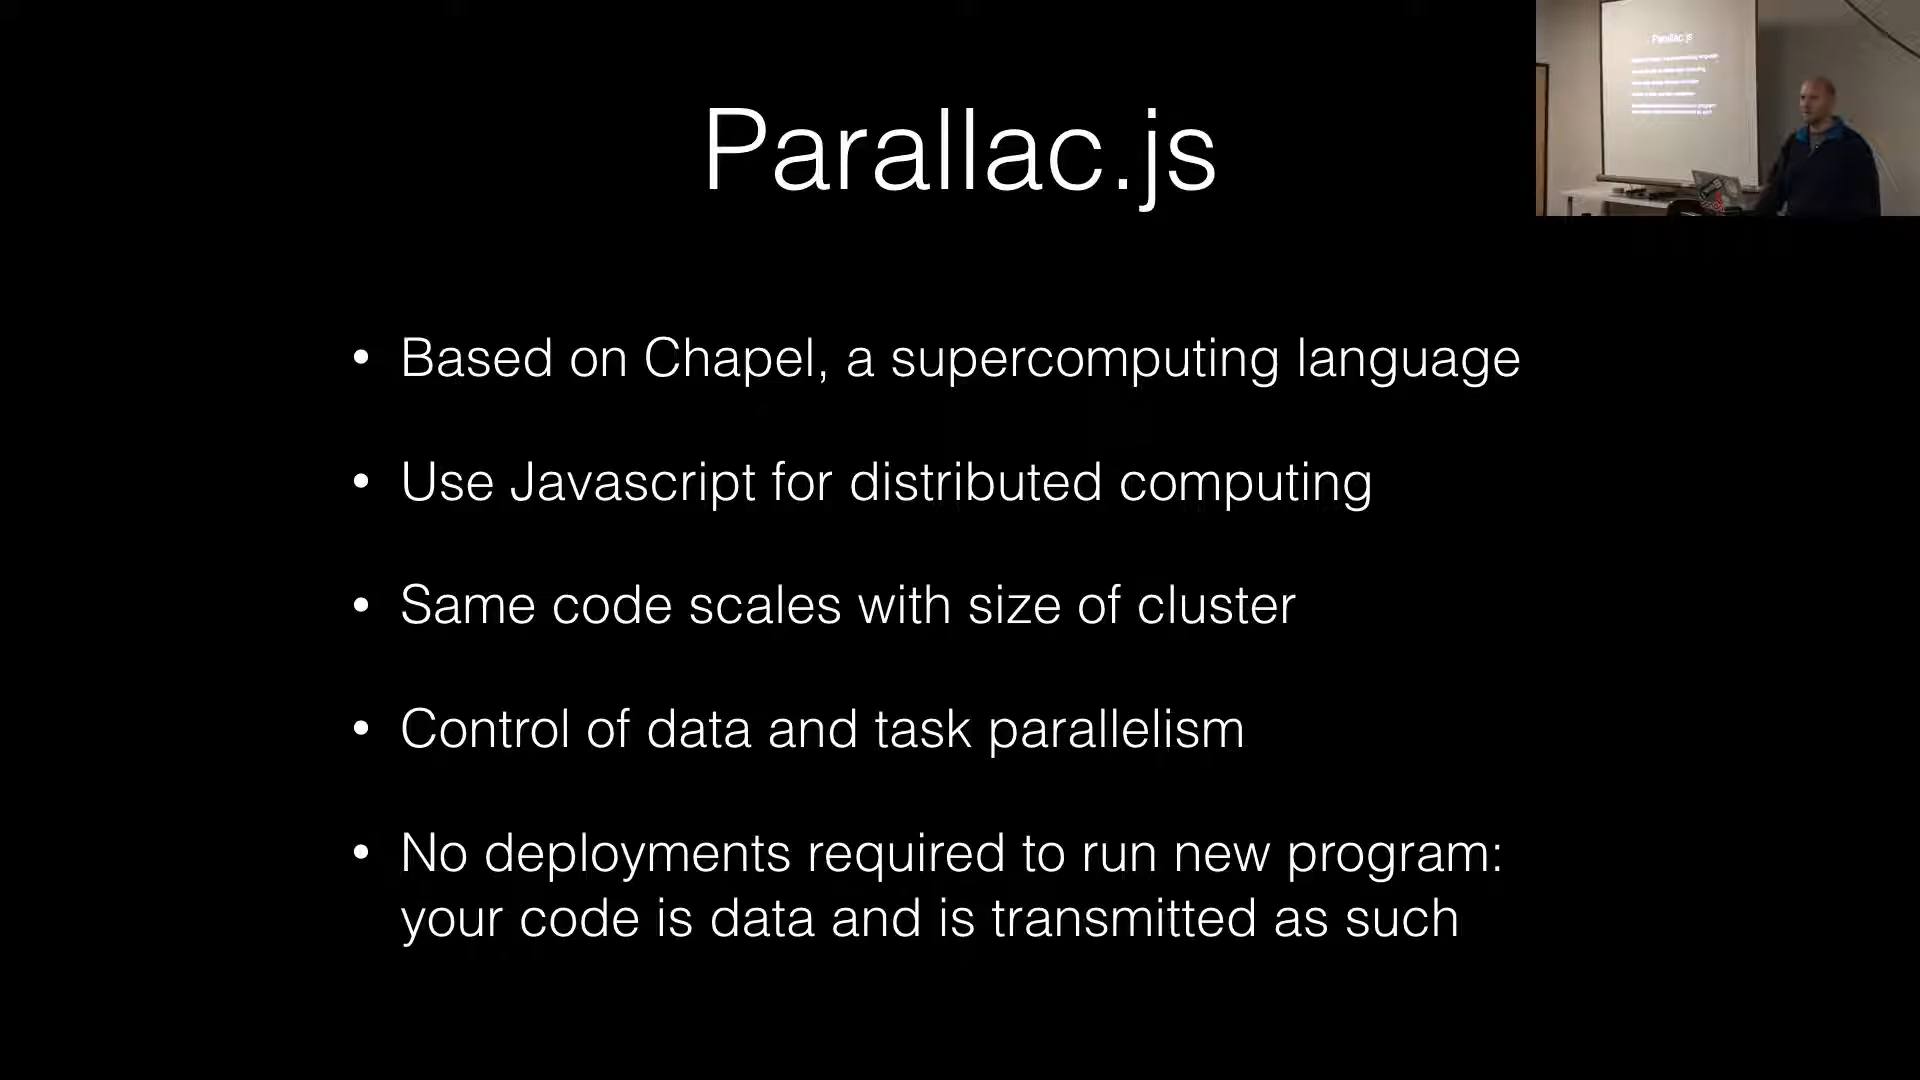 Parallac.js
• Based on Chapel, a supercomputing language
• Use Javascript for distributed computing
• Same code scales with size of cluster
• Control of data and task parallelism
• No deployments required to run new program:
your code is data and is transmitted as such
Parallac.js